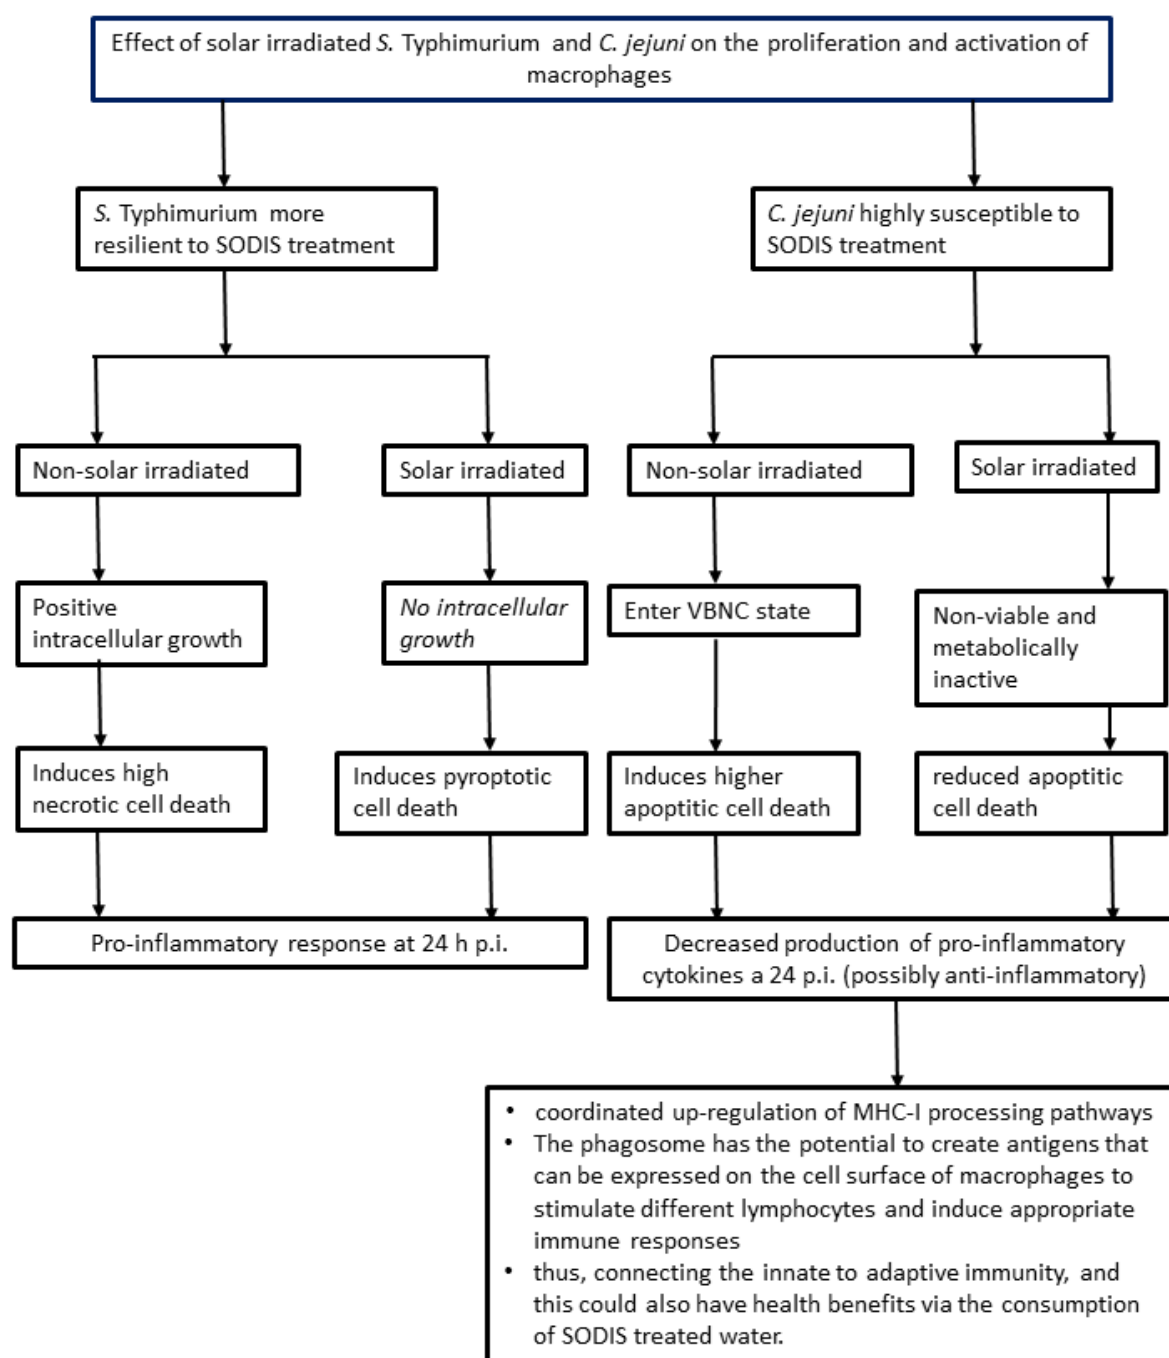 Effect of solar irradiated S. Typhimurium and C. jejuni on the proliferation and activation of
macrophages
S. Typhimurium more
resilient to SODIS treatment
C. jejuni highly susceptible to
SODIS treatment
Non-solar irradiated
Solar irradiated
Non-solar irradiated
Solar irradiated
Positive
intracellular growth
No intracellular
growth
Enter VBNC state
Non-viable and
metabolically
inactive
Induces high
necrotic cell death
Induces pyroptotic
cell death
Induces higher
apoptitic cell death
reduced apoptitic
cell death
Pro-inflammatory response at 24 h p.i.
Decreased production of pro-inflammatory
cytokines a 24 p.i. (possibly anti-inflammatory)
• coordinated up-regulation of MHC-I processing pathways
• The phagosome has the potential to create antigens that
can be expressed on the cell surface of macrophages to
stimulate different lymphocytes and induce appropriate
immune responses
• thus, connecting the innate to adaptive immunity, and
this could also have health benefits via the consumption
of SODIS treated water.